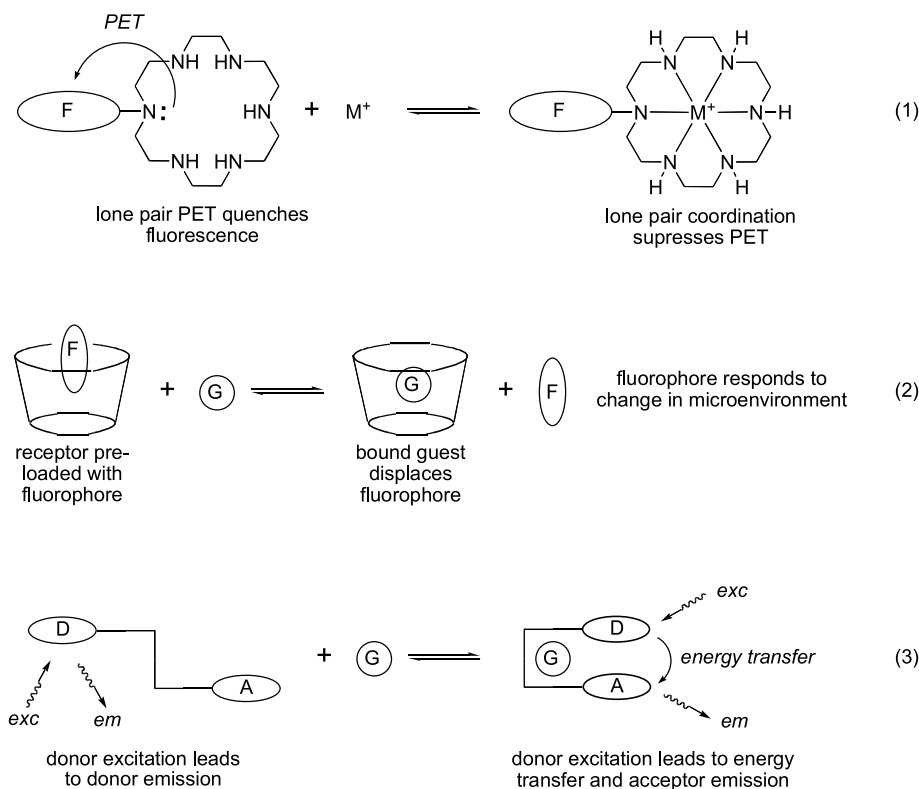 PET
H
H
NH
HN
N
N
F
N:
HN
+
M+
F
N
M+
N
H
(1)
NH
HN
N
N
H
H
lone pair PET quenches
fluorescence
lone pair coordination
supresses PET
F
+
G
G
+
F
fluorophore responds to
change in microenvironment
(2)
receptor pre-
loaded with
fluorophore
bound guest
displaces
fluorophore
exc
D
+
G
D
G
energy transfer
(3)
A
A
exc
em
em
donor excitation leads
to donor emission
donor excitation leads to energy
transfer and acceptor emission